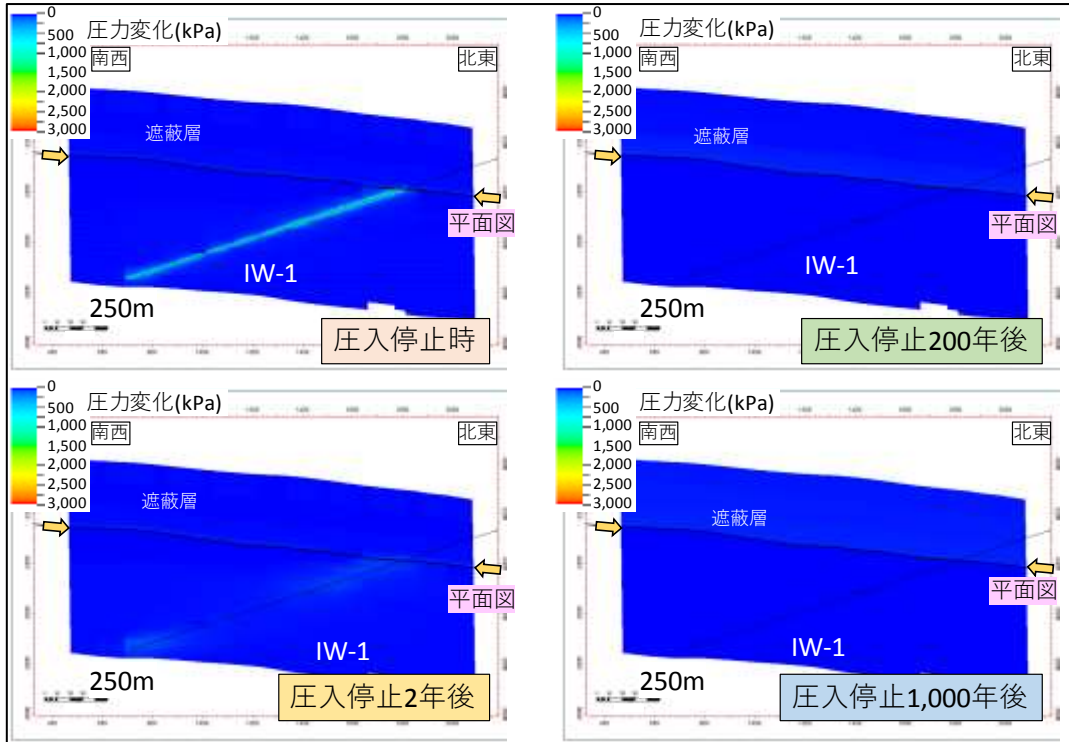 圧力変化(kPa)
0
500
1,000
1,500
2,000
2,500
3,000
南西
北東
遮蔽層
平面図
IW-1
250m
圧入停止時
圧力変化(kPa)
0
500
1,000
1,500
2,000
2,500
3,000
南西
北東
遮蔽層
平面図
IW-1
250m
圧入停止200年後
圧力変化(kPa)
0
500
1,000
1,500
2,000
2,500
3,000
南西
北東
遮蔽層
平面図
IW-1
250m
圧入停止2年後
圧力変化(kPa)
0
500
1,000
1,500
2,000
2,500
3,000
南西
北東
遮蔽層
平面図
IW-1
250m
圧入停止1,000年後